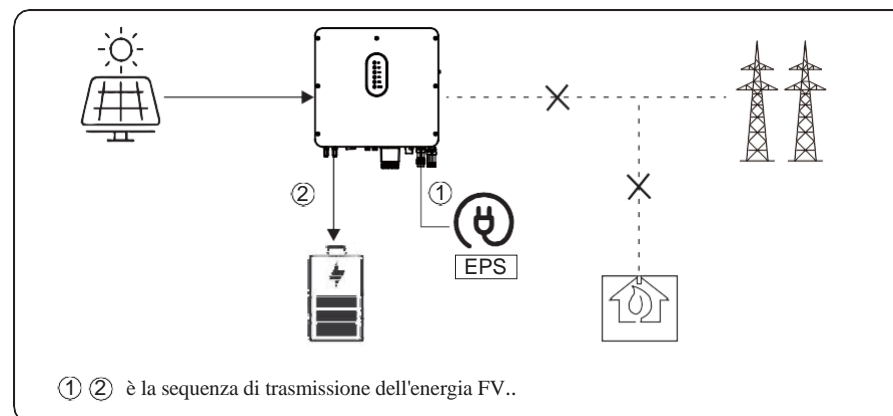 ②
①
EPS
① ② è la sequenza di trasmissione dell'energia FV..